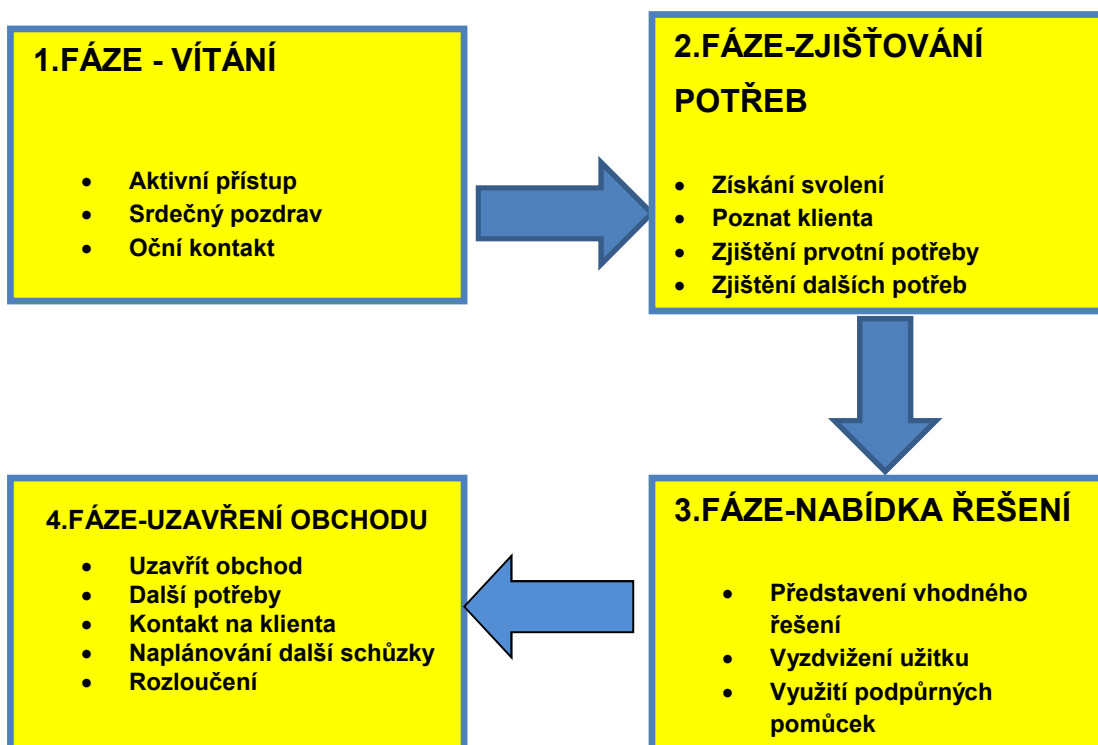 1.FÁZE - VÍTÁNÍ
• Aktivní přístup
• Srdečný pozdrav
• Oční kontakt
2.FÁZE-ZJIŠŤOVÁNÍ
POTŘEB
• Získání svolení
• Poznat klienta
• Zjištění prvotní potřeby
• Zjištění dalších potřeb
3.FÁZE-NABÍDKA ŘEŠENÍ
• Představení vhodného
řešení
• Vyzdvižení užitku
• Využití podpůrných
pomůcek
4.FÁZE-UZAVŘENÍ OBCHODU
• Uzavřít obchod
• Další potřeby
• Kontakt na klienta
• Naplánování další schůzky
• Rozloučení